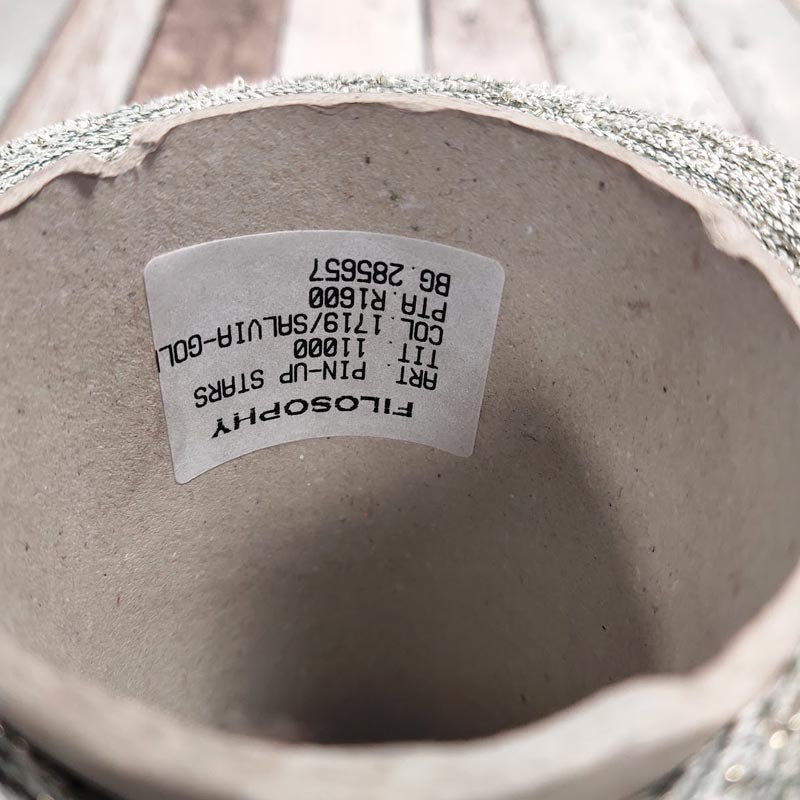 FILOSOPHY
ART. PIN-UP STARS
TIT. 11000
COL. 1719/SALVIA-GOL
PTA.R1600
BG.285657